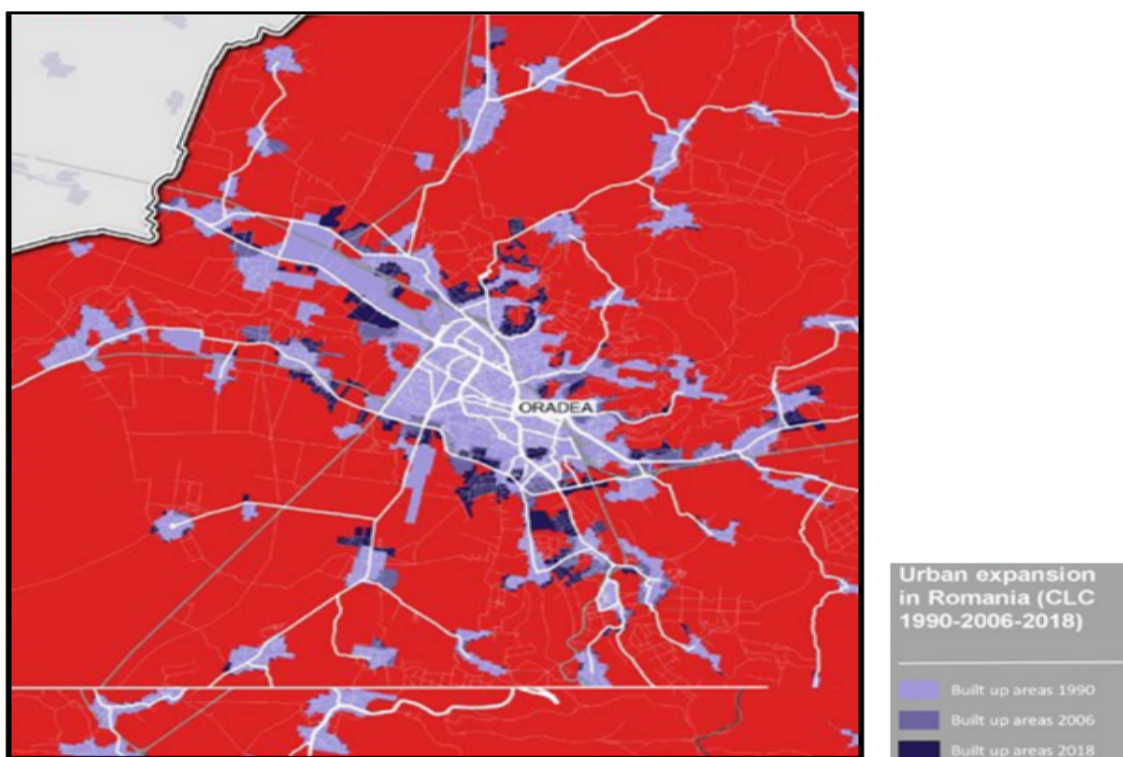 ORADEA
Urban expansion
in Romania (CLC
1990-2006-2018)
Built up areas 1990
Built up areas 2006
Built up areas 2018